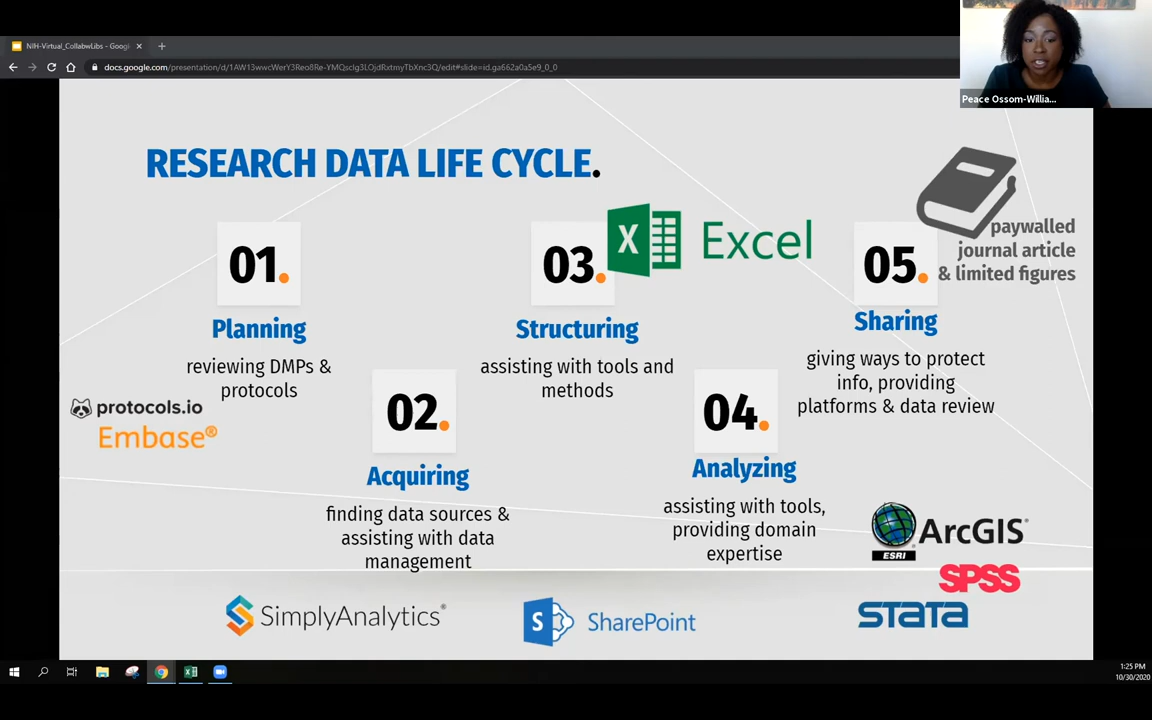 NIH-Virtual_CollabwLibs - Googl
docs.google.com/presentation/d/1AW13wwcWerY3Reo8Re-YMQsclg3LOjdRxtmyTbXnc3Q/edit#slide=id.ga662a0a5e9_0_0
Peace Ossom-Willia...
RESEARCH DATA LIFE CYCLE.
01.
Planning
reviewing DMPs &
protocols
protocols.io
Embase®
02.
Acquiring
finding data sources &
assisting with data
management
SimplyAnalytics®
03.
Excel
Structuring
assisting with tools and
methods
SharePoint
04.
Analyzing
assisting with tools,
providing domain
expertise
ESRI
ArcGIS®
SPSS
STATA
05.
paywalled
journal article
& limited figures
Sharing
giving ways to protect
info, providing
platforms & data review
1:25 PM
10/30/2020